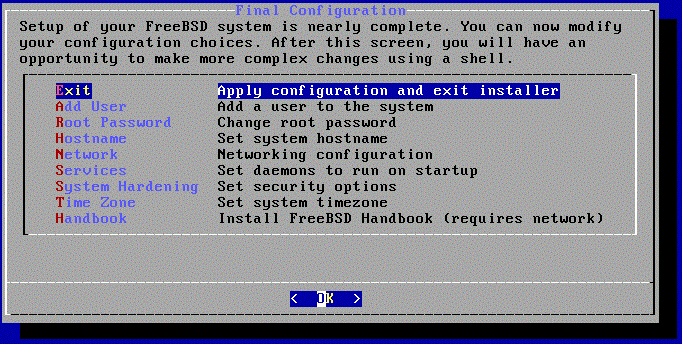 Final Configuration
Setup of your FreeBSD system is nearly complete. You can now modify
your configuration choices. After this screen, you will have an
opportunity to make more complex changes using a shell.
Exit Apply configuration and exit installer
Add User Add a user to the system
Root Password Change root password
Hostname Set system hostname
Network Networking configuration
Services Set daemons to run on startup
System Hardening Set security options
Time Zone Set system timezone
Handbook Install FreeBSD Handbook (requires network)
< OK >